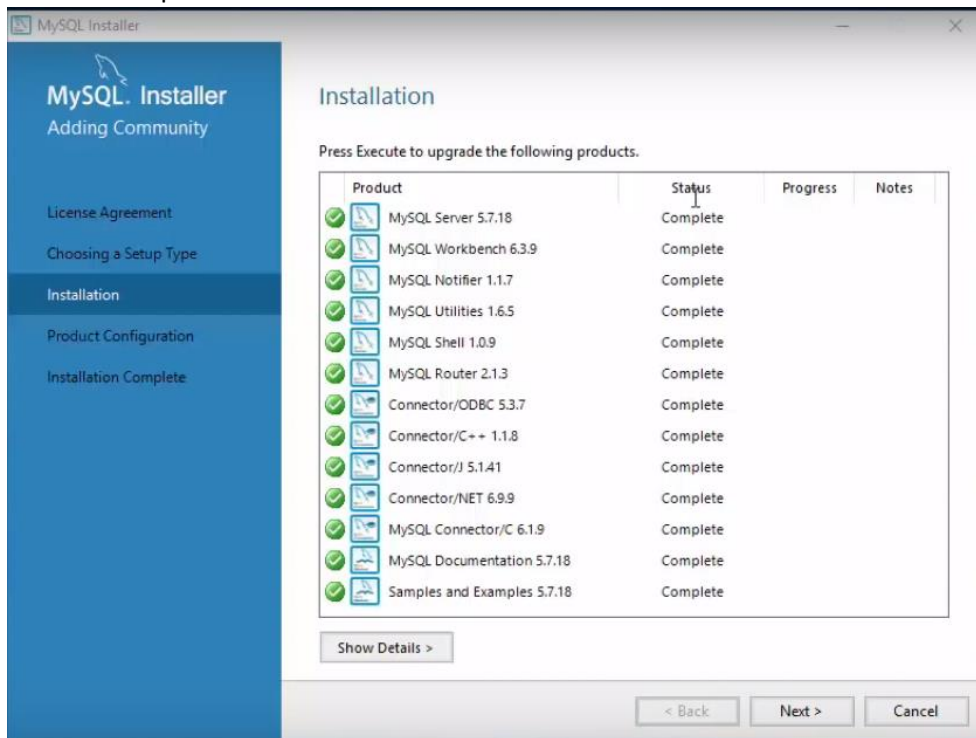 MySQL Installer
MySQL. Installer
Adding Community
License Agreement
Choosing a Setup Type
Installation
Product Configuration
Installation Complete
Installation
Press Execute to upgrade the following products.
Product Status Progress Notes
MySQL Server 5.7.18 Complete
MySQL Workbench 6.3.9 Complete
MySQL Notifier 1.1.7 Complete
MySQL Utilities 1.6.5 Complete
MySQL Shell 1.0.9 Complete
MySQL Router 2.1.3 Complete
Connector/ODBC 5.3.7 Complete
Connector/C++ 1.1.8 Complete
Connector/J 5.1.41 Complete
Connector/NET 6.9.9 Complete
MySQL Connector/C 6.1.9 Complete
MySQL Documentation 5.7.18 Complete
Samples and Examples 5.7.18 Complete
Show Details >
< Back Next > Cancel